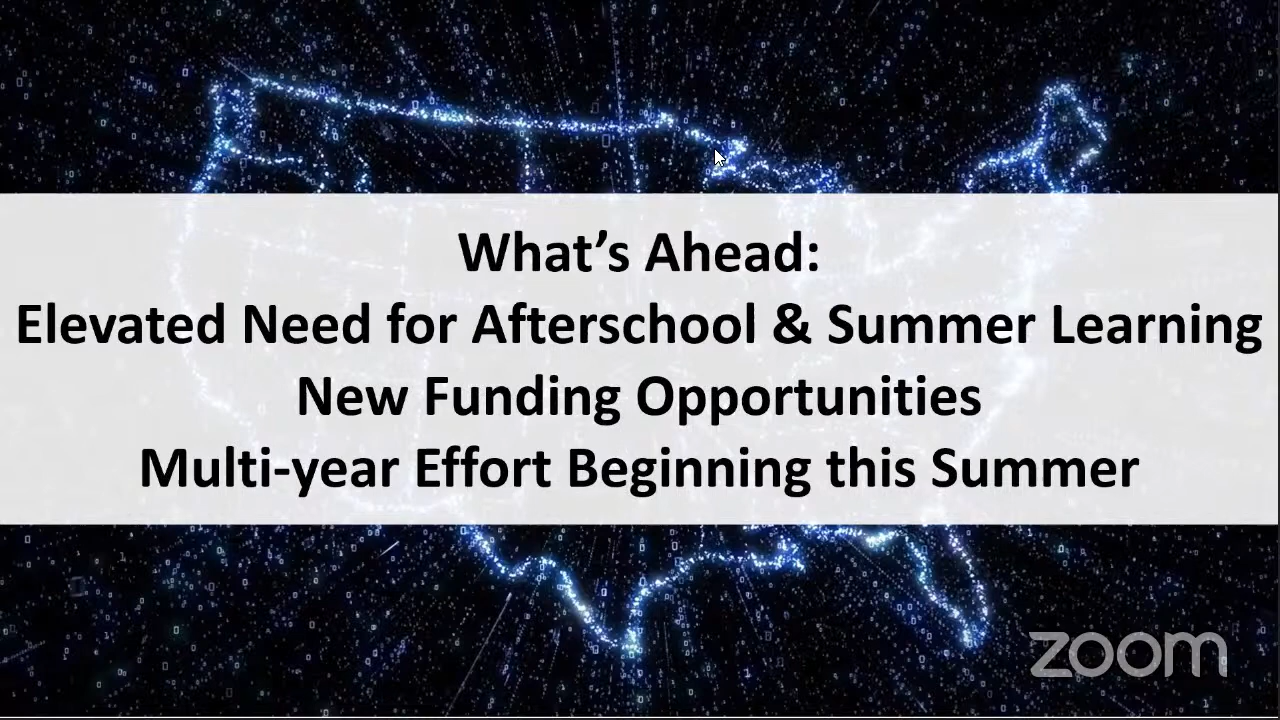 What’s Ahead:
Elevated Need for Afterschool & Summer Learning
New Funding Opportunities
Multi-year Effort Beginning this Summer
zoom